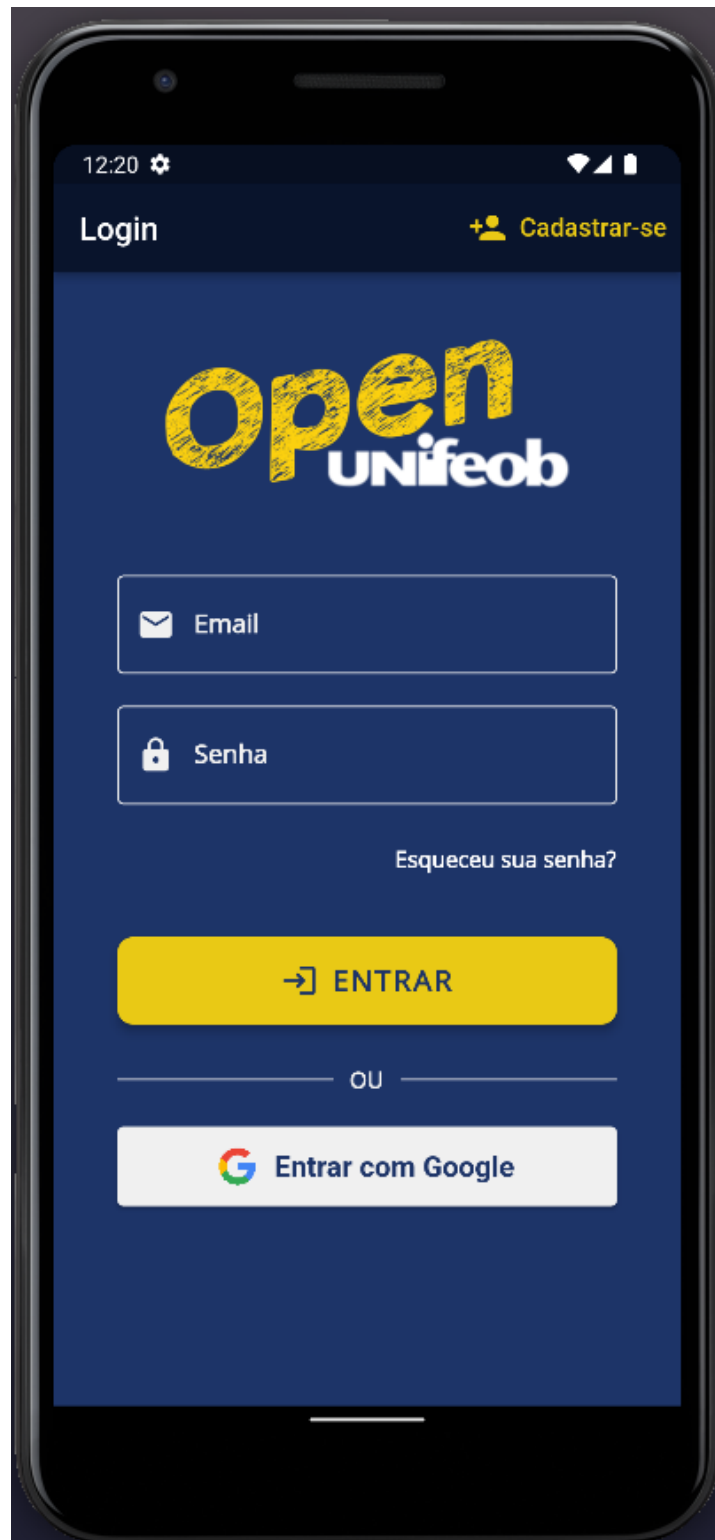 12:20
Login
Cadastrar-se
Open
UNifeob
Email
Senha
Esqueceu sua senha?
ENTRAR
OU
Entrar com Google